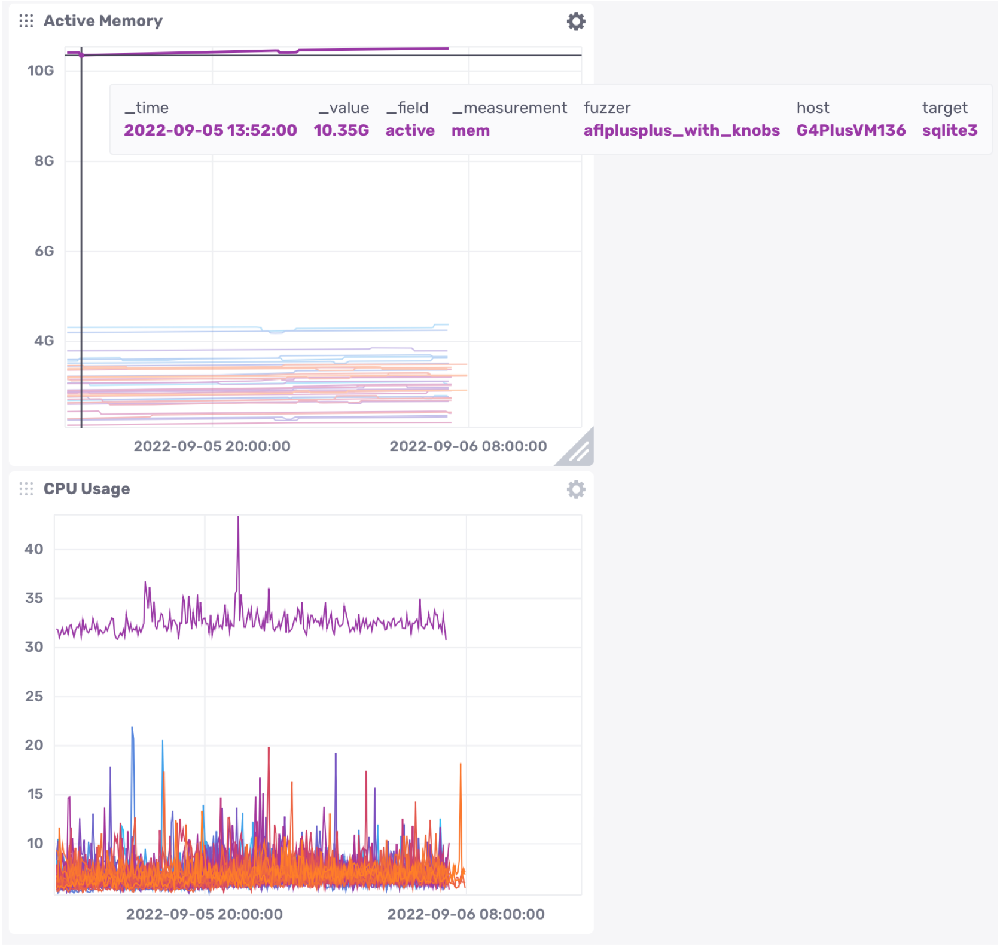 Active Memory
10G
_time _value _field _measurement fuzzer host target
2022-09-05 13:52:00 10.35G active mem aflplusplus_with_knobs G4PlusVM136 sqlite3
8G
6G
4G
2022-09-05 20:00:00 2022-09-06 08:00:00
CPU Usage
40
35
30
25
20
15
10
2022-09-05 20:00:00 2022-09-06 08:00:00